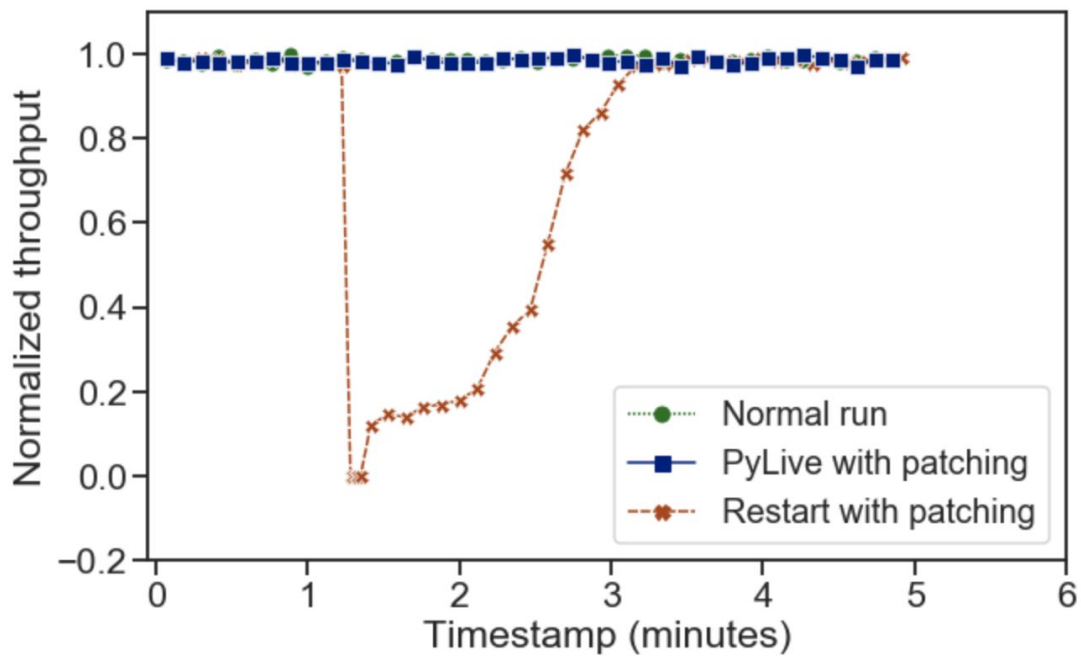 Normalized throughput
1.0
0.8
0.6
0.4
0.2
0.0
−0.2
0 1 2 3 4 5 6
Timestamp (minutes)
Normal run
PyLive with patching
Restart with patching